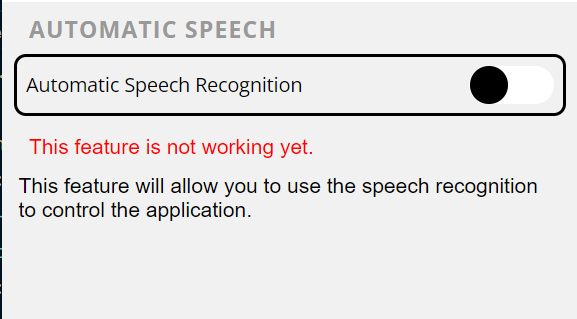 AUTOMATIC SPEECH
Automatic Speech Recognition
This feature is not working yet.
This feature will allow you to use the speech recognition
to control the application.